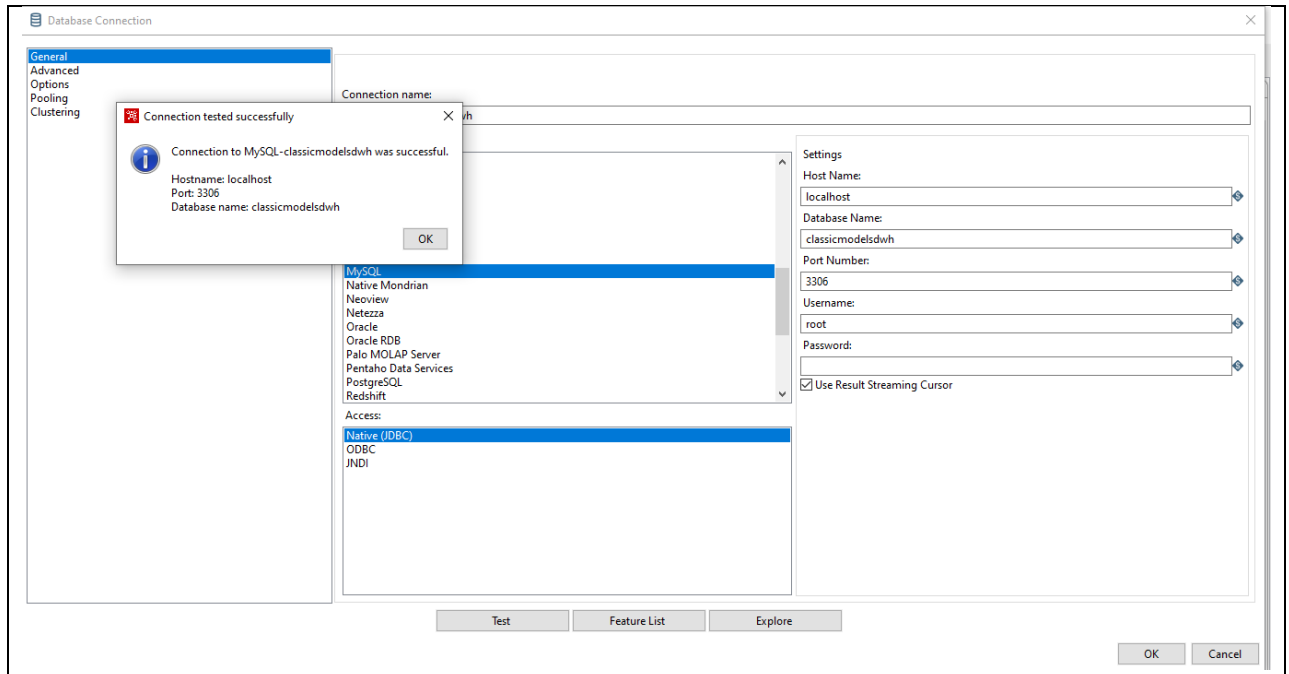 Database Connection
General
Advanced
Options
Pooling
Clustering
Connection name:
wh
Connection tested successfully
Connection to MySQL-classicmodelsdwh was successful.
Hostname: localhost
Port: 3306
Database name: classicmodelsdwh
OK
MySQL
Native Mondrian
Neoview
Netezza
Oracle
Oracle RDB
Palo MOLAP Server
Pentaho Data Services
PostgreSQL
Redshift
Access:
Native (JDBC)
ODBC
JNDI
Settings
Host Name:
localhost
Database Name:
classicmodelsdwh
Port Number:
3306
Username:
root
Password:
Use Result Streaming Cursor
Test
Feature List
Explore
OK
Cancel